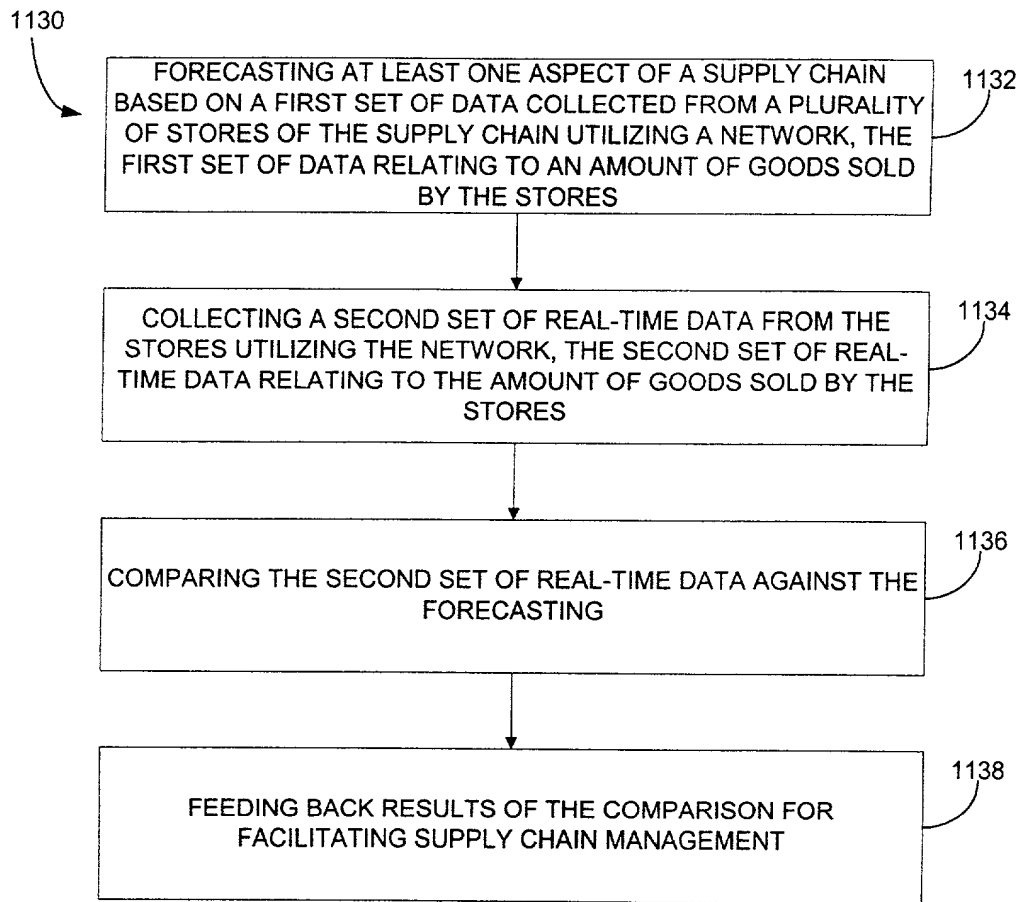 1130
FORECASTING AT LEAST ONE ASPECT OF A SUPPLY CHAIN
BASED ON A FIRST SET OF DATA COLLECTED FROM A PLURALITY
OF STORES OF THE SUPPLY CHAIN UTILIZING A NETWORK, THE
FIRST SET OF DATA RELATING TO AN AMOUNT OF GOODS SOLD
BY THE STORES
1132
COLLECTING A SECOND SET OF REAL-TIME DATA FROM THE
STORES UTILIZING THE NETWORK, THE SECOND SET OF REAL-
TIME DATA RELATING TO THE AMOUNT OF GOODS SOLD BY THE
STORES
1134
COMPARING THE SECOND SET OF REAL-TIME DATA AGAINST THE
FORECASTING
1136
FEEDING BACK RESULTS OF THE COMPARISON FOR
FACILITATING SUPPLY CHAIN MANAGEMENT
1138